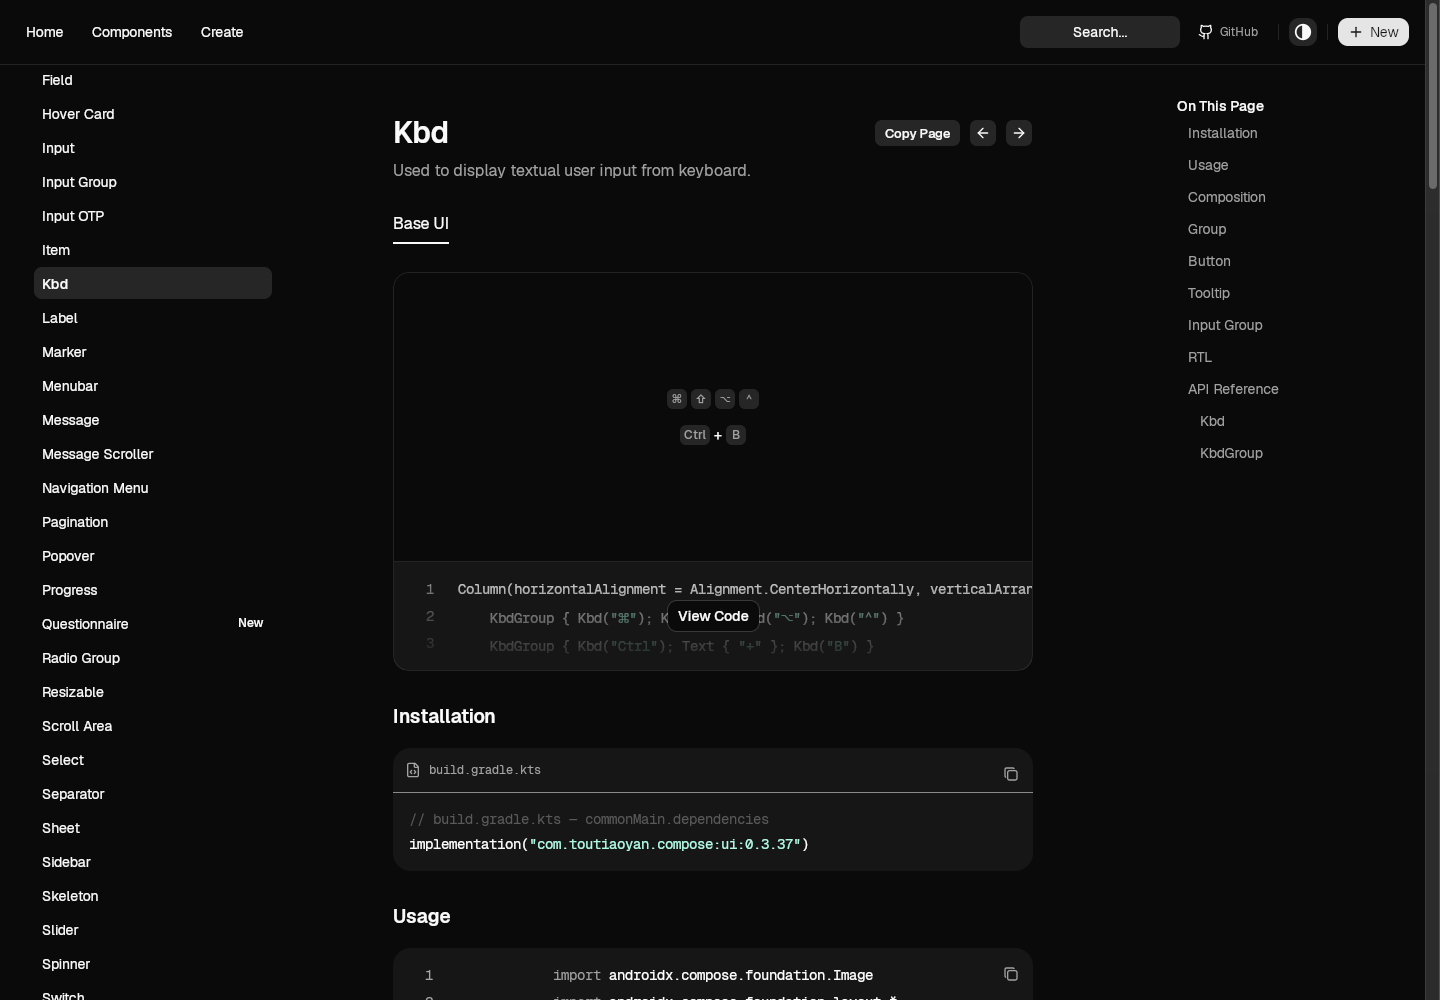 Home
Components
Create
Search...
GitHub
New
Field
Hover Card
Input
Input Group
Input OTP
Item
Kbd
Label
Marker
Menubar
Message
Message Scroller
Navigation Menu
Pagination
Popover
Progress
Questionnaire New
Radio Group
Resizable
Scroll Area
Select
Separator
Sheet
Sidebar
Skeleton
Slider
Spinner
Switch
Kbd
Copy Page
Used to display textual user input from keyboard.
Base UI
⌘ ⇧ ⌥ ^
Ctrl + B
1 Column(horizontalAlignment = Alignment.CenterHorizontally, verticalArran
2 KbdGroup { Kbd("⌘"); K d("⌥"); Kbd("^") }
View Code
3 KbdGroup { Kbd("Ctrl"); Text { "+" }; Kbd("B") }
Installation
build.gradle.kts
// build.gradle.kts — commonMain.dependencies
implementation("com.toutiaoyan.compose:ui:0.3.37")
Usage
1 import androidx.compose.foundation.Image
On This Page
Installation
Usage
Composition
Group
Button
Tooltip
Input Group
RTL
API Reference
Kbd
KbdGroup